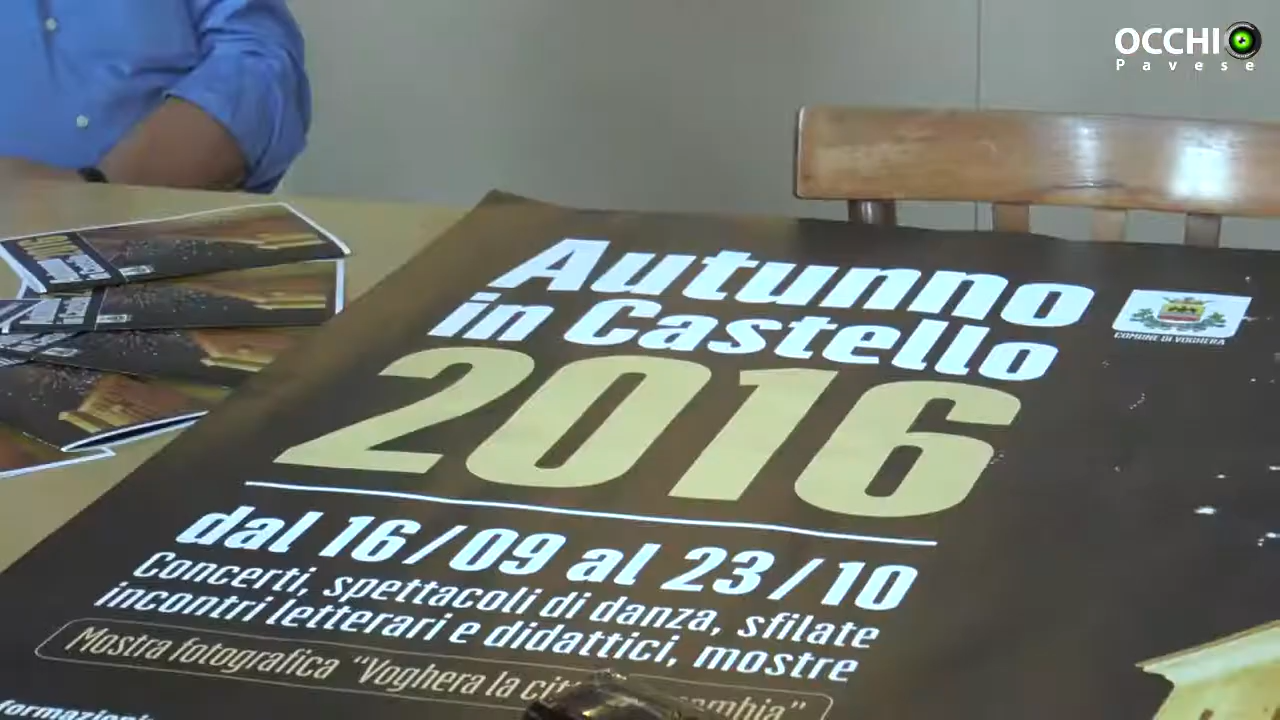 OCCHIO
Pavese
Autunno
in Castello
2016
COMUNE DI VOGHERA
dal 16/09 al 23/10
Concerti, spettacoli di danza, sfilate
incontri letterari e didattici, mostre
Mostra fotografica "Voghera la